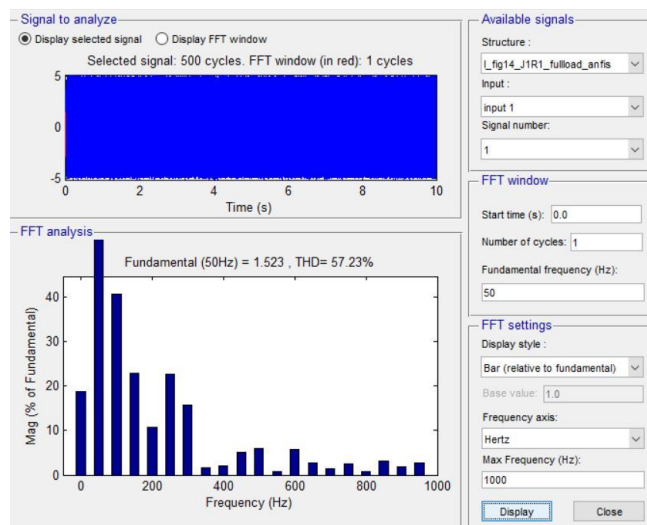 Signal to analyze
Display selected signal Display FFT window
Selected signal: 500 cycles. FFT window (in red): 1 cycles
5
0
-5
0 2 4 6 8 10
Time (s)
FFT analysis
Fundamental (50Hz) = 1.523 , THD= 57.23%
40
30
20
10
0
Mag (% of Fundamental)
0 200 400 600 800 1000
Frequency (Hz)
Available signals
Structure :
I_fig14_J1R1_fullload_anfis
Input :
input 1
Signal number:
1
FFT window
Start time (s): 0.0
Number of cycles: 1
Fundamental frequency (Hz):
50
FFT settings
Display style :
Bar (relative to fundamental)
Base value: 1.0
Frequency axis:
Hertz
Max Frequency (Hz):
1000
Display Close